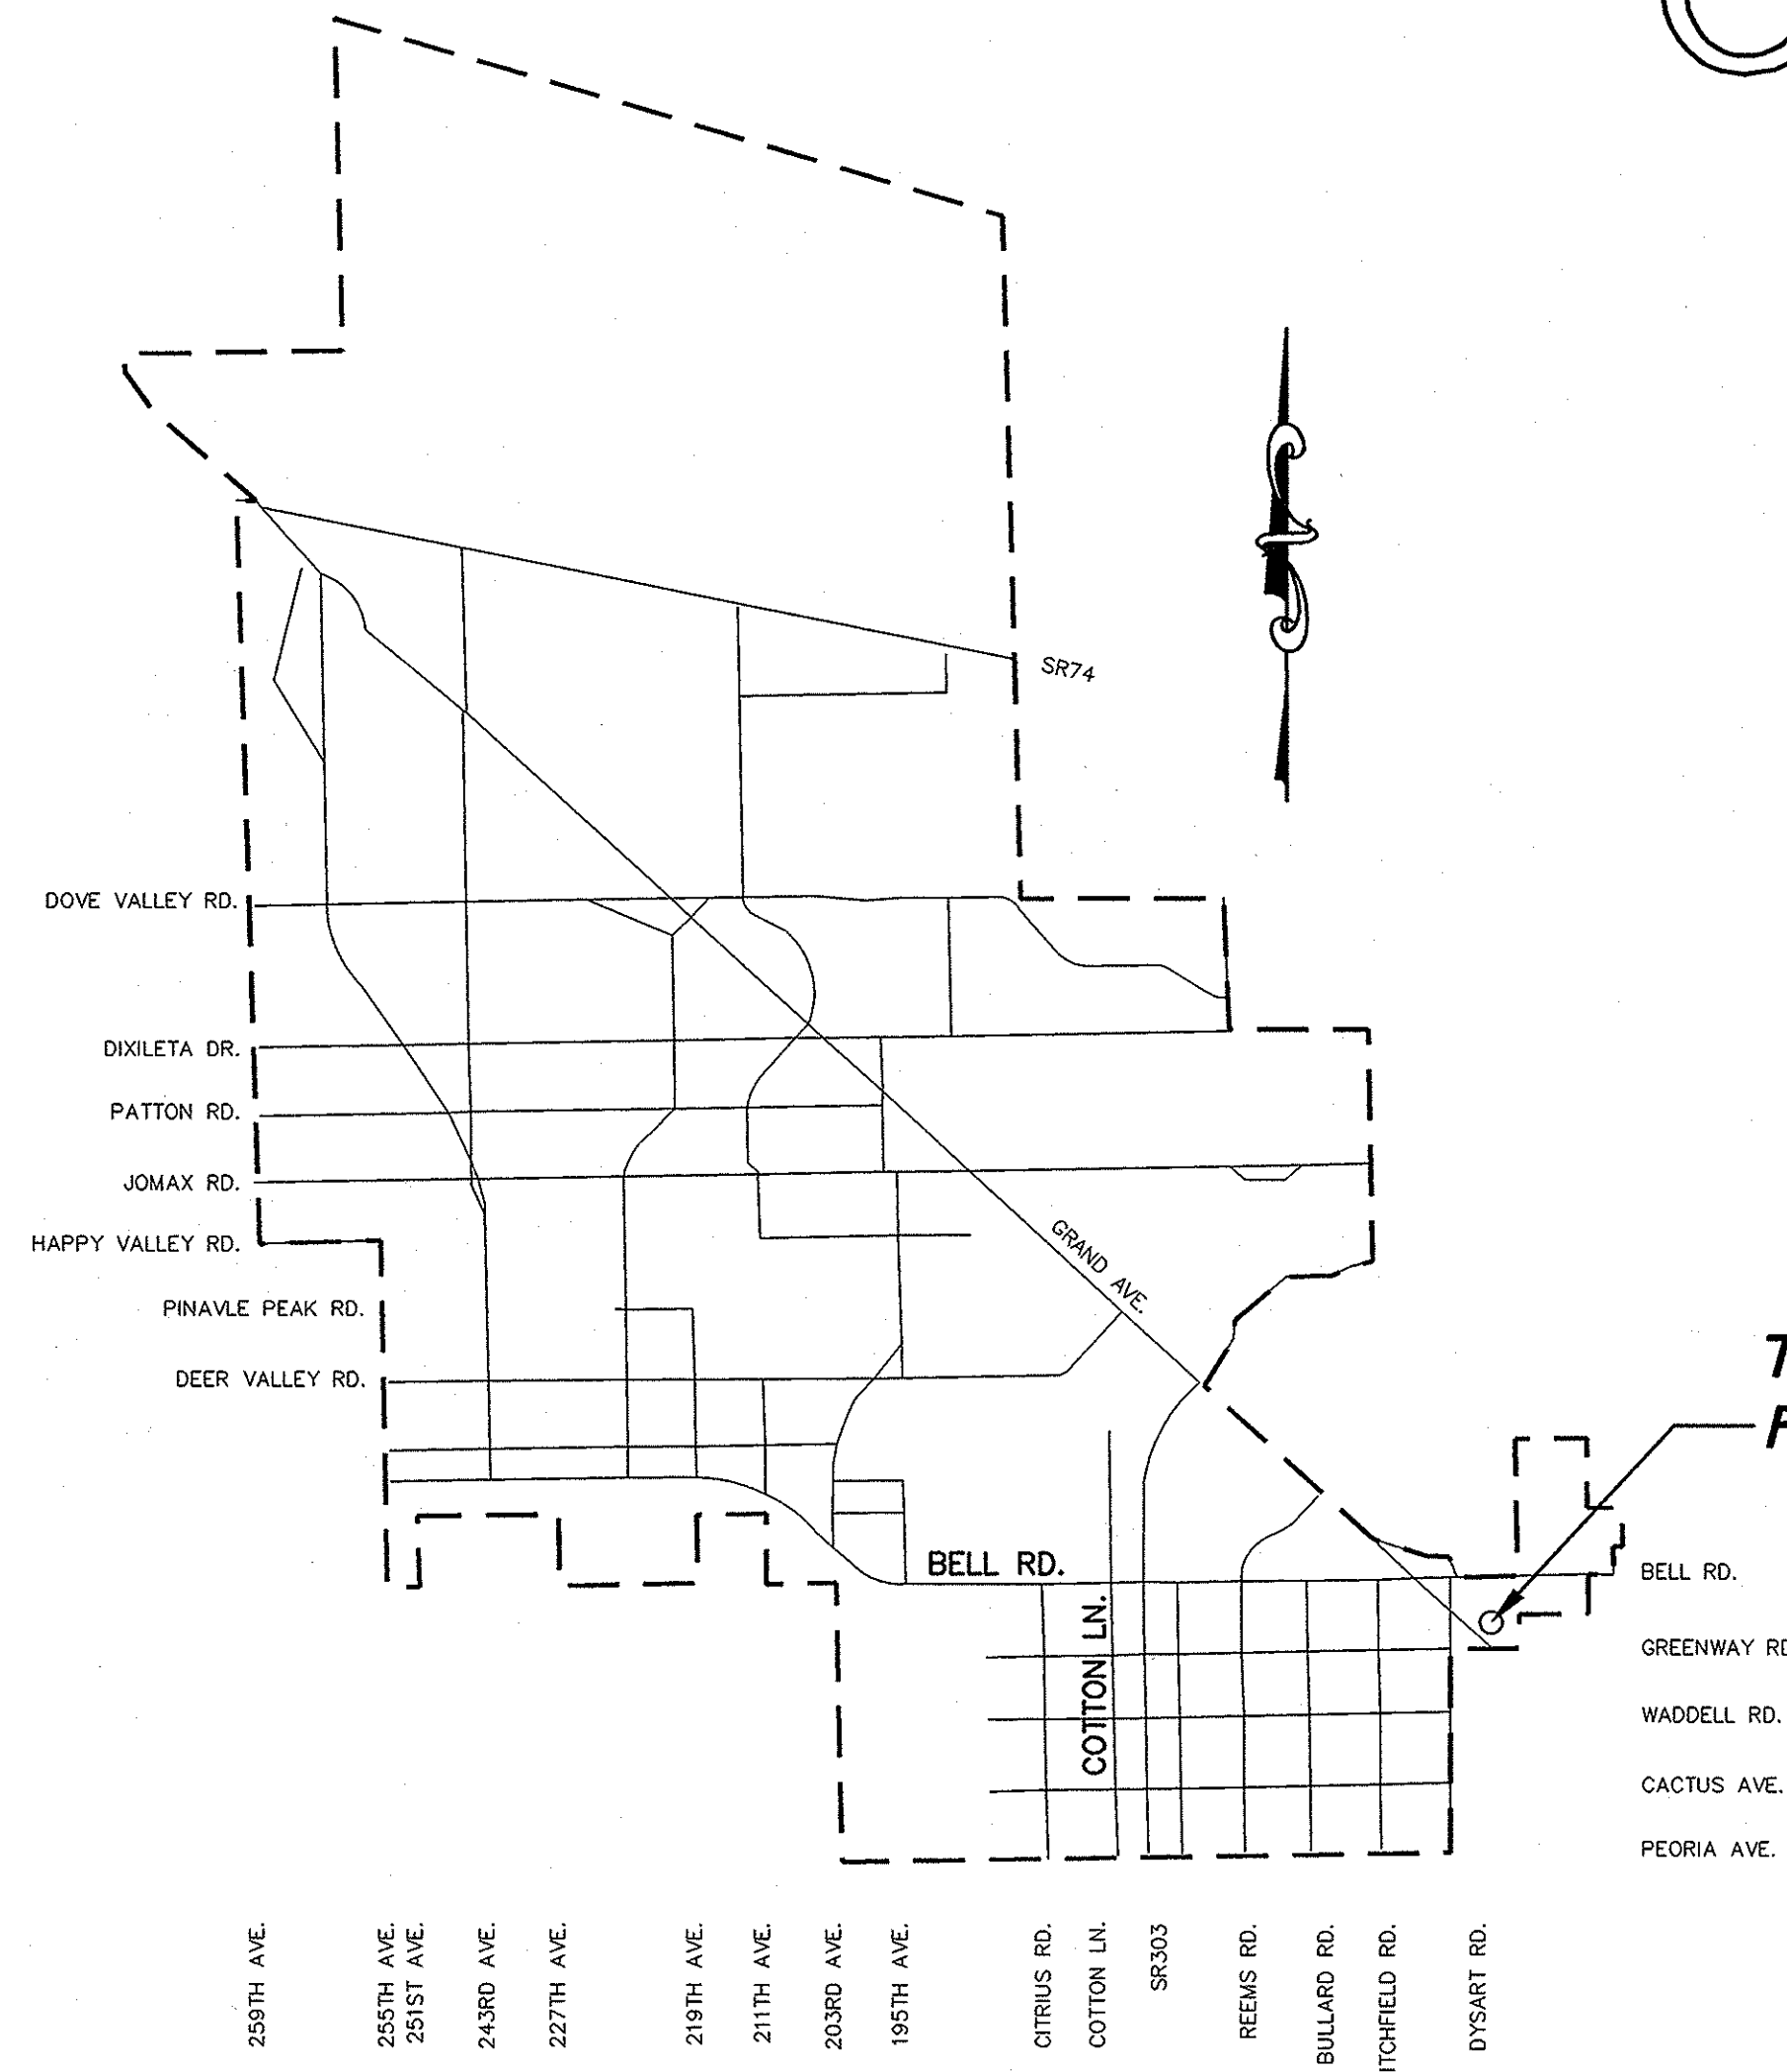 SR74
DOVE VALLEY RD.
DIXILETA DR.
PATTON RD.
JOMAX RD.
HAPPY VALLEY RD.
GRAND AVE.
PINAVLE PEAK RD.
DEER VALLEY RD.
BELL RD.
BELL RD.
COTTON LN.
GREENWAY RD
WADDELL RD.
CACTUS AVE.
PEORIA AVE.
259TH AVE.
255TH AVE.
251ST AVE.
243RD AVE.
227TH AVE.
219TH AVE.
211TH AVE.
203RD AVE.
195TH AVE.
CITRIUS RD.
COTTON LN.
SR303
REEMS RD.
BULLARD RD.
ITCHFIELD RD.
DYSART RD.